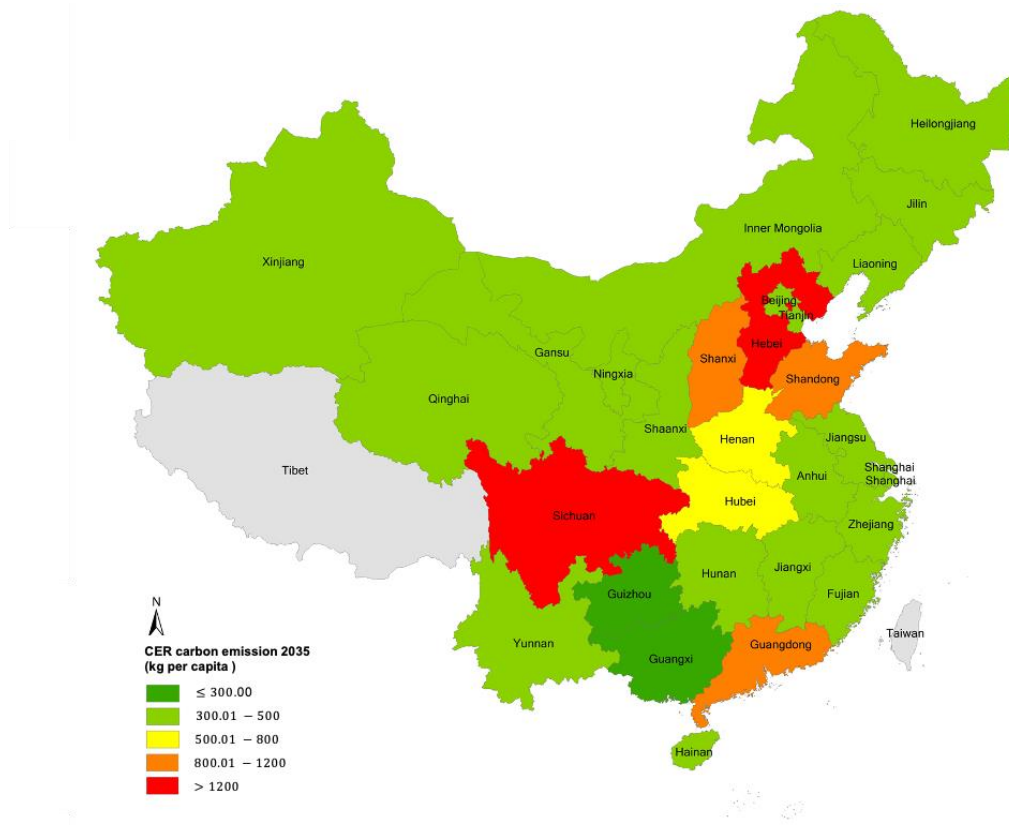 Heilongjiang
Jilin
Inner Mongolia
Liaoning
Xinjiang
Beijing
Tianjin
Hebei
Gansu
Shanxi
Ningxia
Shandong
Qinghai
Shaanxi
Henan
Jiangsu
Tibet
Shanghai
Anhui
Shanghai
Hubei
Sichuan
Zhejiang
Hunan
Jiangxi
Guizhou
Fujian
N
Taiwan
Yunnan
Guangdong
Guangxi
CER carbon emission 2035
(kg per capita )
≤ 300.00
300.01 − 500
500.01 − 800
800.01 − 1200
> 1200
Hainan